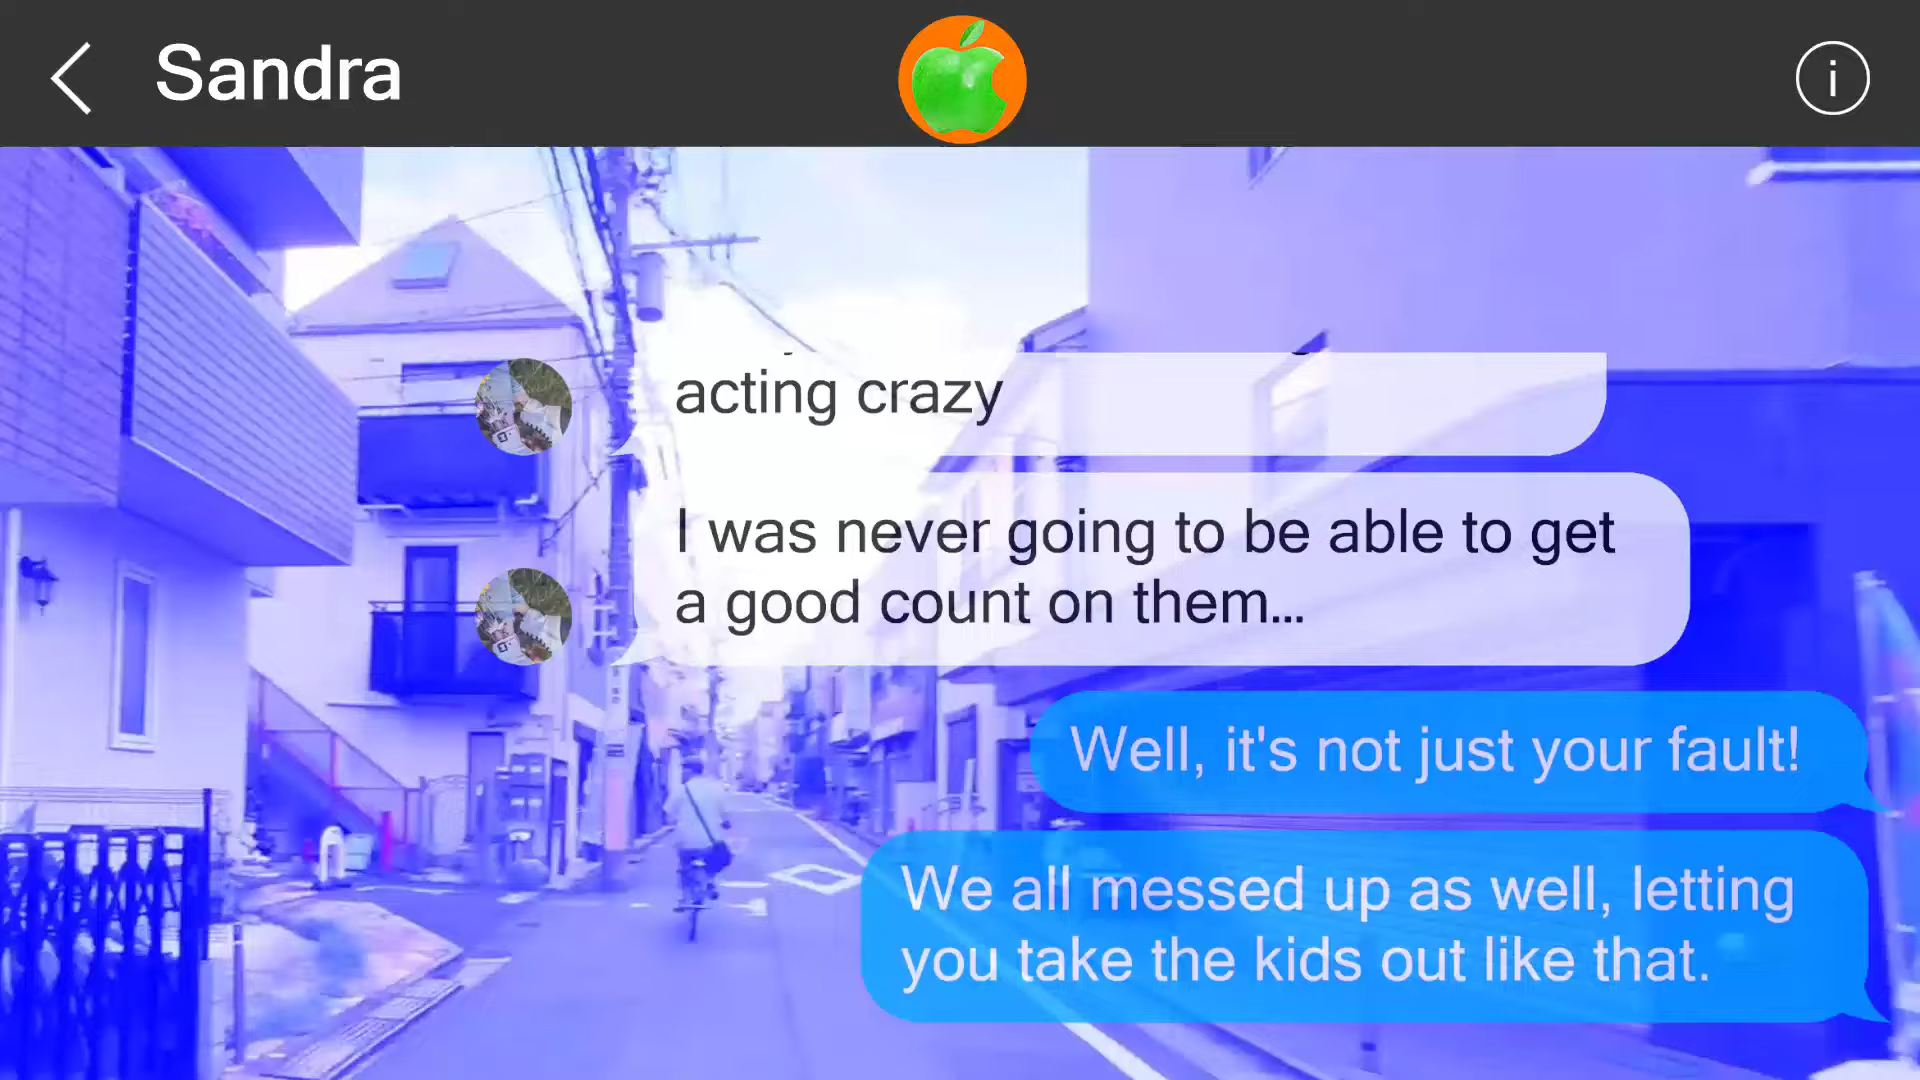 Sandra
i
acting crazy
I was never going to be able to get
a good count on them...
Well, it's not just your fault!
We all messed up as well, letting
you take the kids out like that.